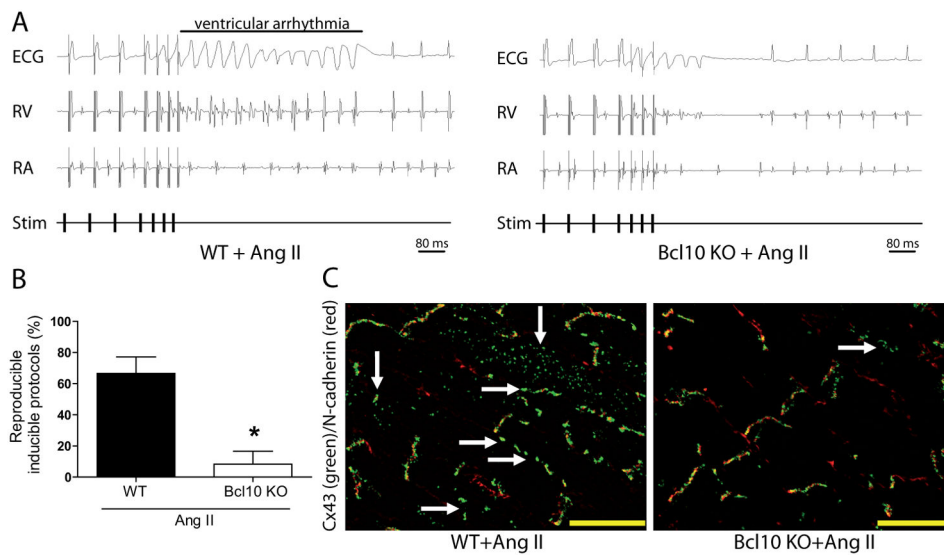 A
ventricular arrhythmia
ECG
RV
RA
Stim
80 ms
WT + Ang II
ECG
RV
RA
Stim
80 ms
Bcl10 KO + Ang II
B
Reproducible
inducible protocols (%)
100
80
60
40
20
0
*
WT
Bcl10 KO
Ang II
C
Cx43 (green)/N-cadherin (red)
WT+Ang II
Bcl10 KO+Ang II